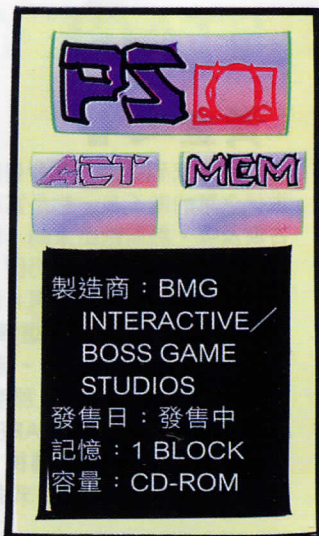 PS
ACT MEM
製造商：BMG
INTERACTIVE／
BOSS GAME
STUDIOS
發售日：發售中
記憶：1 BLOCK
容量：CD-ROM